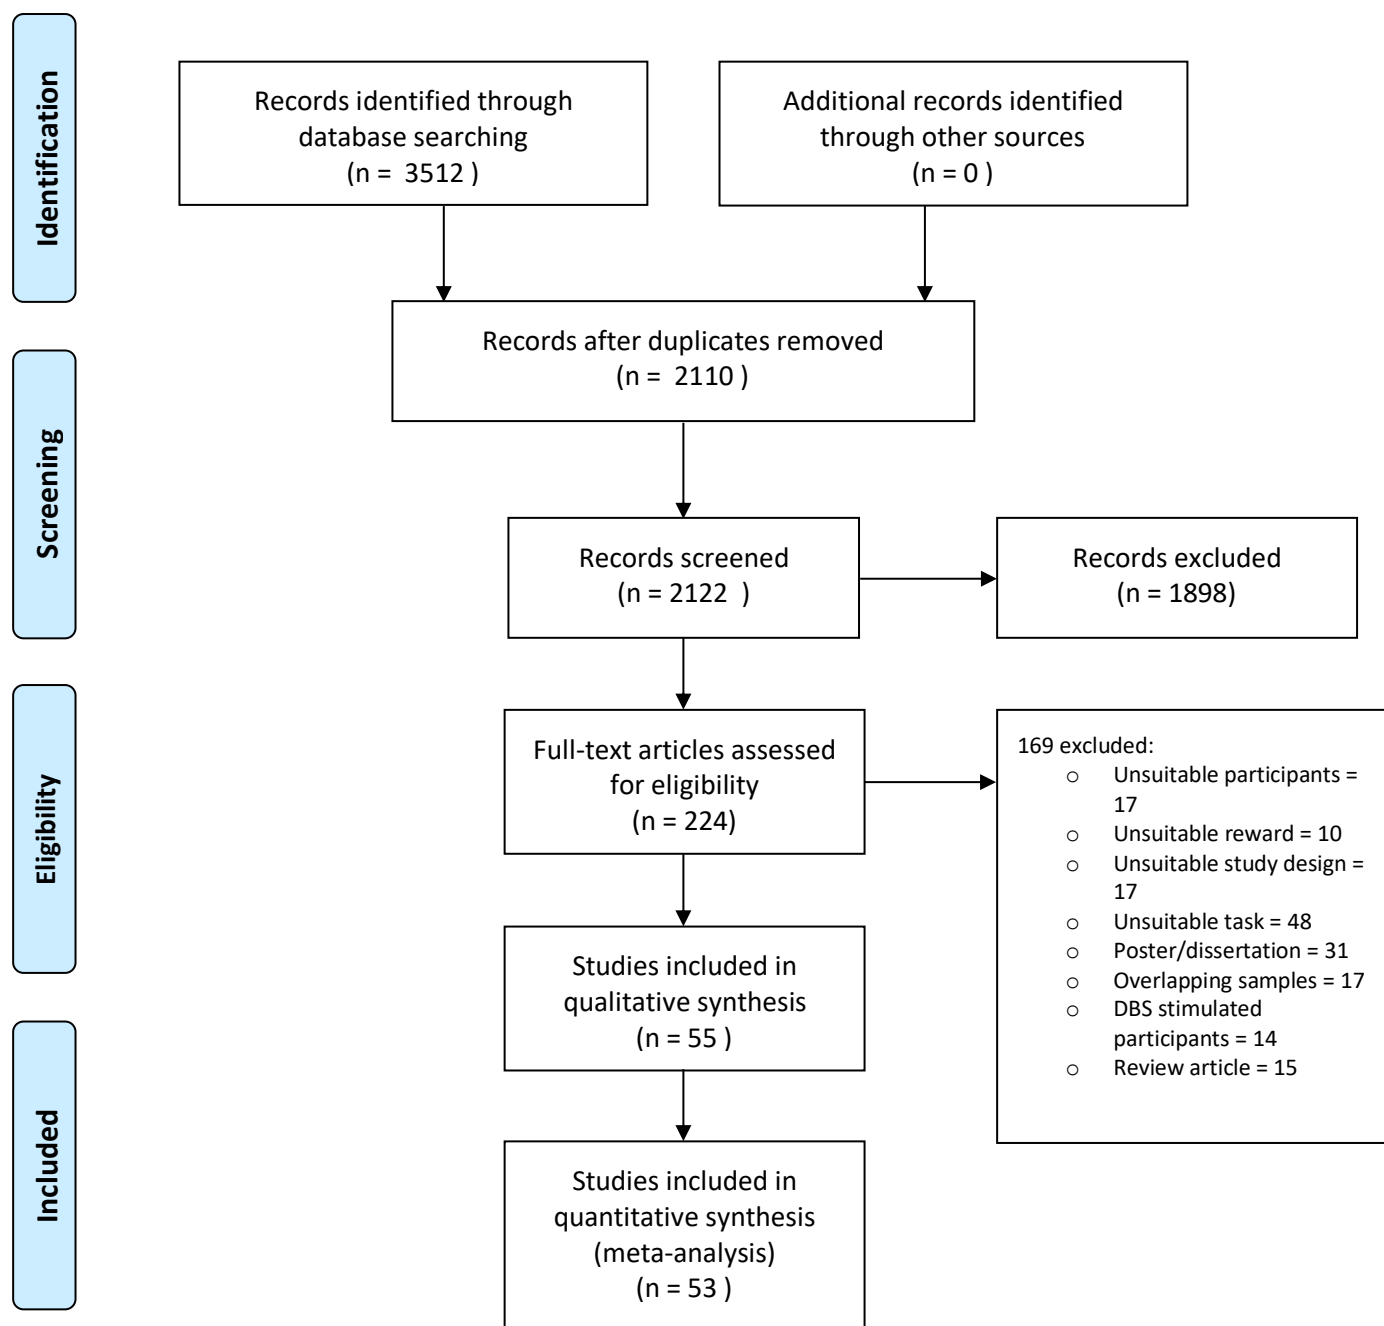 Identification
Records identified through
database searching
(n =  3512 )
Additional records identified
through other sources
(n = 0 )
Records after duplicates removed
(n =  2110 )
Screening
Records screened
(n = 2122  )
Records excluded
(n = 1898)
Eligibility
Full-text articles assessed
for eligibility
(n = 224)
169 excluded:
o Unsuitable participants =
17
o Unsuitable reward = 10
o Unsuitable study design =
17
o Unsuitable task = 48
o Poster/dissertation = 31
o Overlapping samples = 17
o DBS stimulated
participants = 14
o Review article = 15
Studies included in
qualitative synthesis
(n = 55 )
Included
Studies included in
quantitative synthesis
(meta-analysis)
(n = 53 )